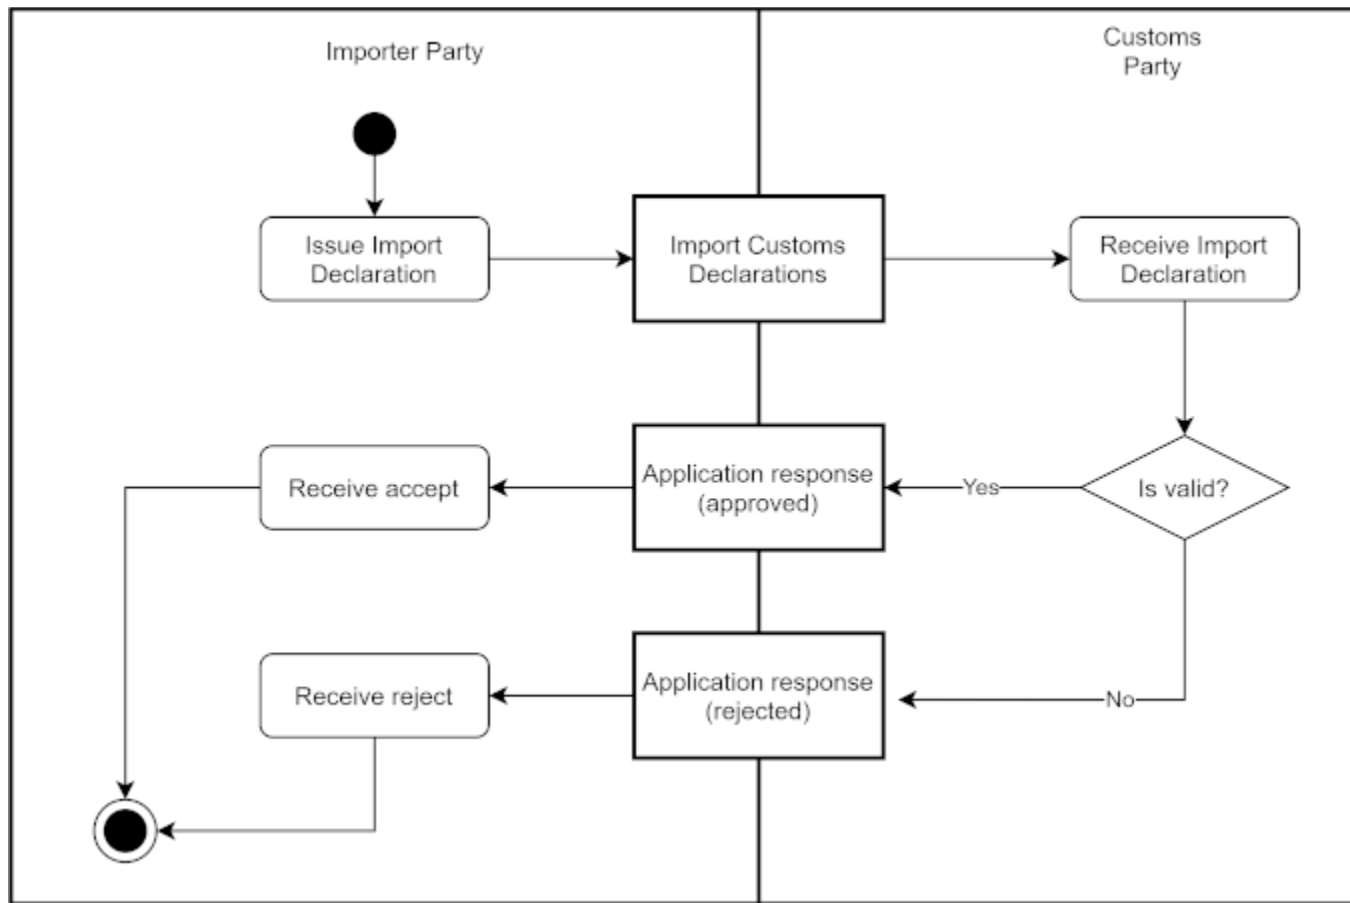 Importer Party
Customs
Party
Issue Import
Declaration
Import Customs
Declarations
Receive Import
Declaration
Receive accept
Application response
(approved)
Yes
Is valid?
Receive reject
Application response
(rejected)
No